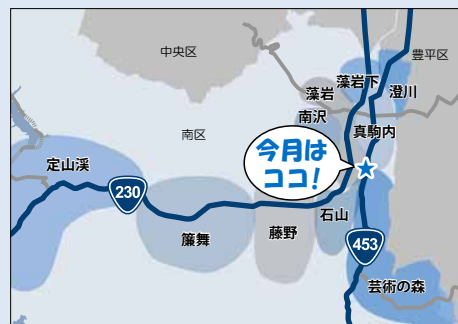 中央区
豊平区
藻岩下
藻岩
澄川
南沢
南区
真駒内
今月は
ココ!
定山渓
230
石山
簾舞
藤野
453
芸術の森